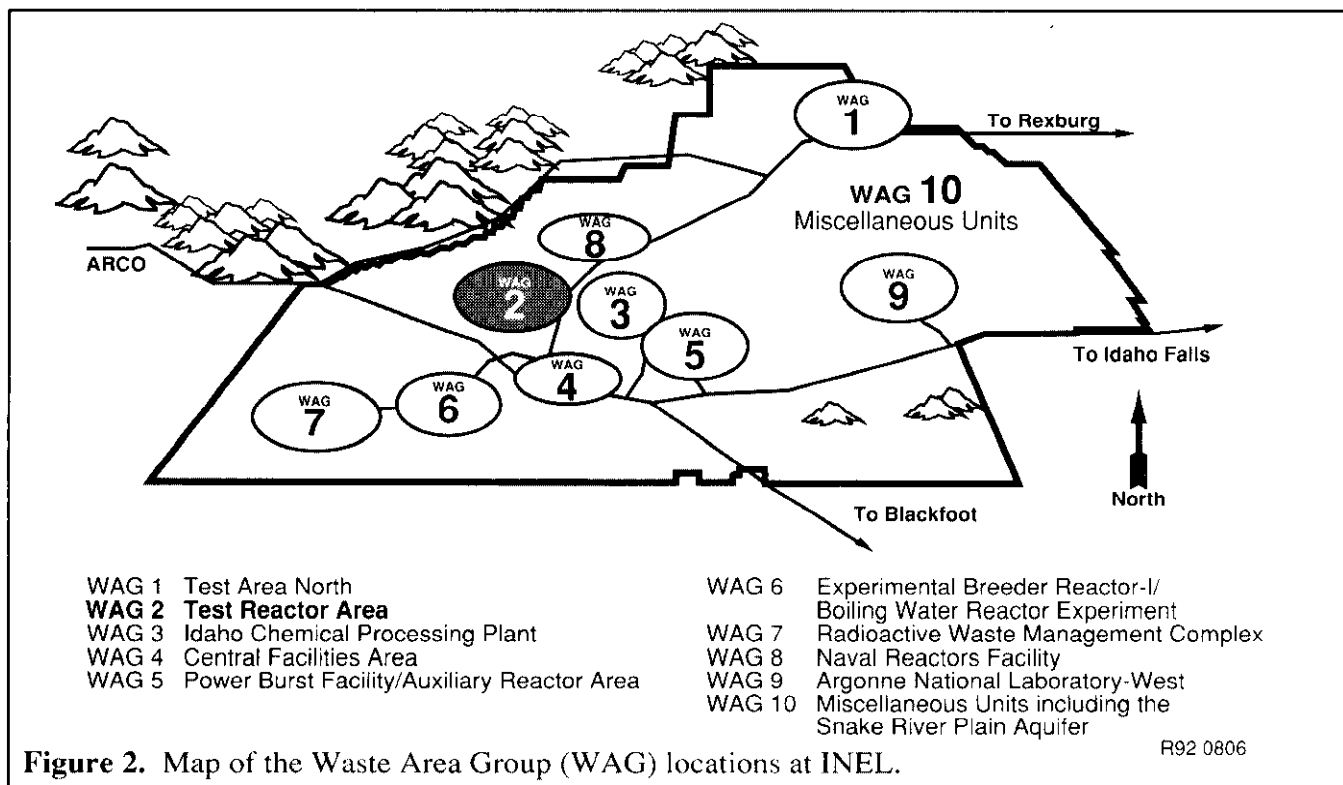 WAG
1
To Rexburg
WAG 10
Miscellaneous Units
WAG
8
ARCO
WAG
2
WAG
3
WAG
9
WAG
5
To Idaho Falls
WAG
4
WAG
6
WAG
7
North
To Blackfoot
WAG 1 Test Area North
WAG 2 Test Reactor Area
WAG 3 Idaho Chemical Processing Plant
WAG 4 Central Facilities Area
WAG 5 Power Burst Facility/Auxiliary Reactor Area
WAG 6 Experimental Breeder Reactor-I/
Boiling Water Reactor Experiment
WAG 7 Radioactive Waste Management Complex
WAG 8 Naval Reactors Facility
WAG 9 Argonne National Laboratory-West
WAG 10 Miscellaneous Units including the
Snake River Plain Aquifer
R92 0806
Figure 2. Map of the Waste Area Group (WAG) locations at INEL.